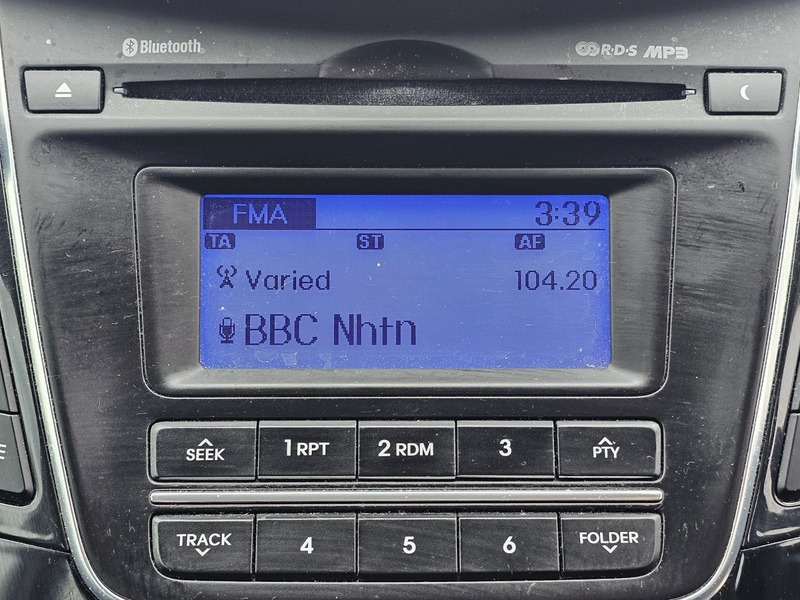 Bluetooth R·D·S MP3
FMA 3:39
TA ST AF
Varied 104.20
BBC Nhtn
SEEK 1 RPT 2 RDM 3 PTY
TRACK 4 5 6 FOLDER